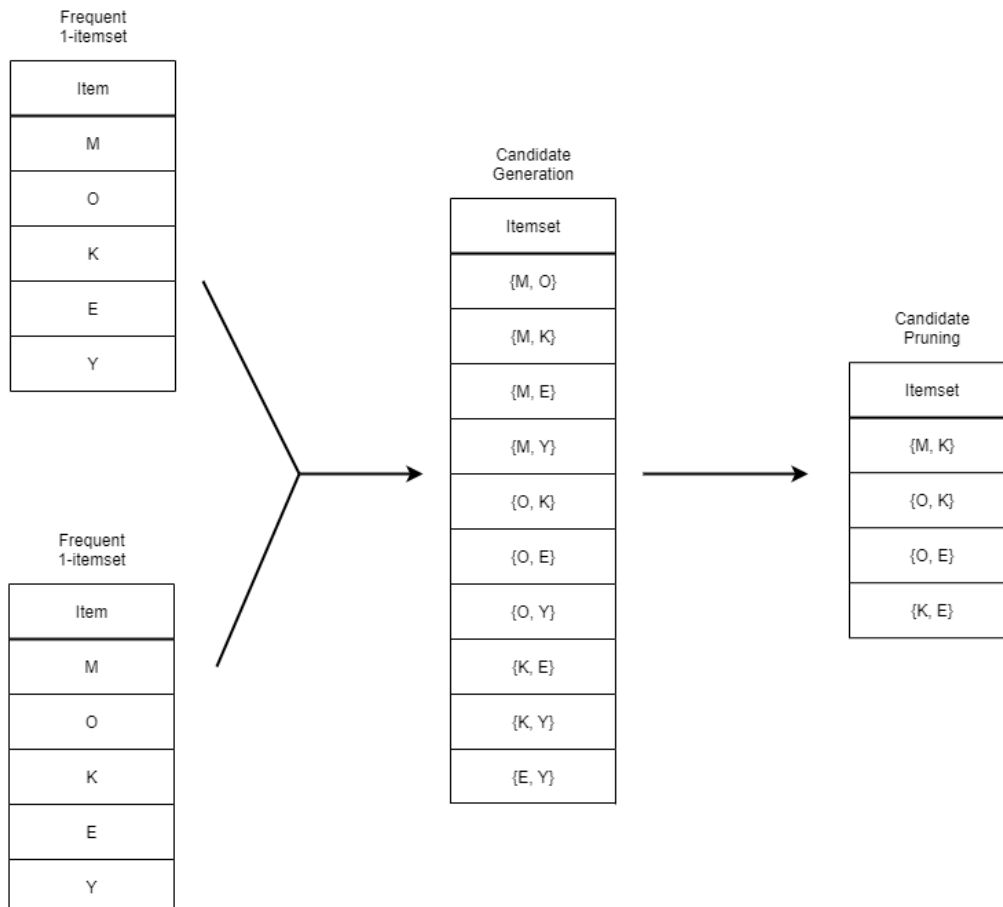 Frequent
1-itemset
Item
M
O
K
E
Y
Frequent
1-itemset
Item
M
O
K
E
Y
Candidate
Generation
Itemset
{M, O}
{M, K}
{M, E}
{M, Y}
{O, K}
{O, E}
{O, Y}
{K, E}
{K, Y}
{E, Y}
Candidate
Pruning
Itemset
{M, K}
{O, K}
{O, E}
{K, E}